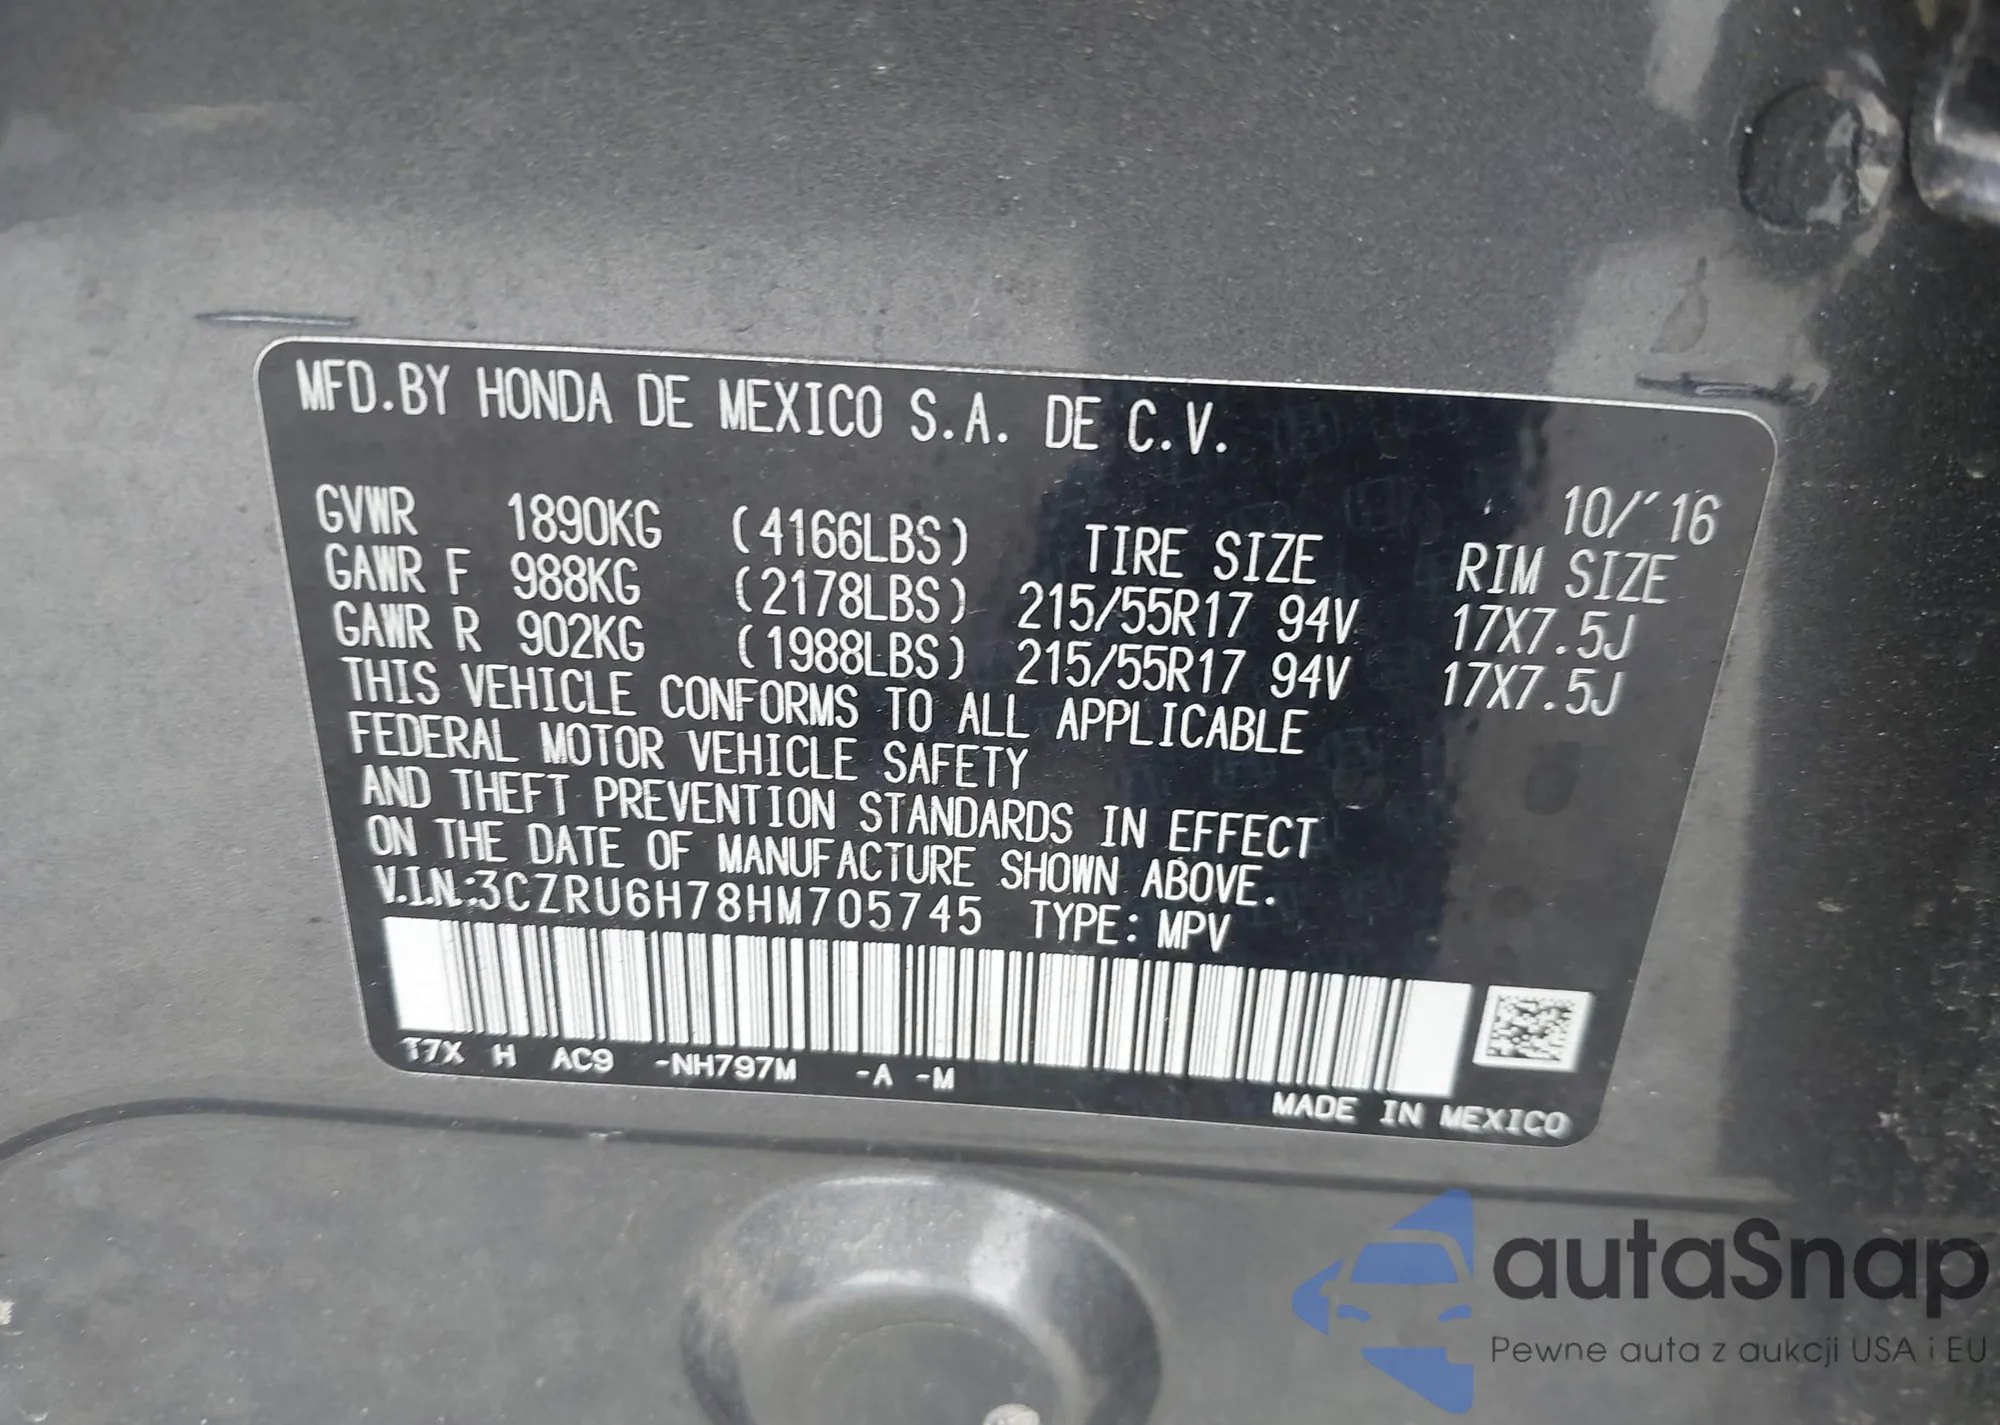 MFD.BY HONDA DE MEXICO S.A. DE C.V.
10/'16
GVWR 1890KG (4166LBS) TIRE SIZE RIM SIZE
GAWR F 988KG (2178LBS) 215/55R17 94V 17X7.5J
GAWR R 902KG (1988LBS) 215/55R17 94V 17X7.5J
THIS VEHICLE CONFORMS TO ALL APPLICABLE
FEDERAL MOTOR VEHICLE SAFETY
AND THEFT PREVENTION STANDARDS IN EFFECT
ON THE DATE OF MANUFACTURE SHOWN ABOVE.
V.I.N.:3CZRU6H78HM705745 TYPE: MPV
T7X H AC9 -NH797M -A -M
MADE IN MEXICO
autaSnap
Pewne auta z aukcji USA i EU